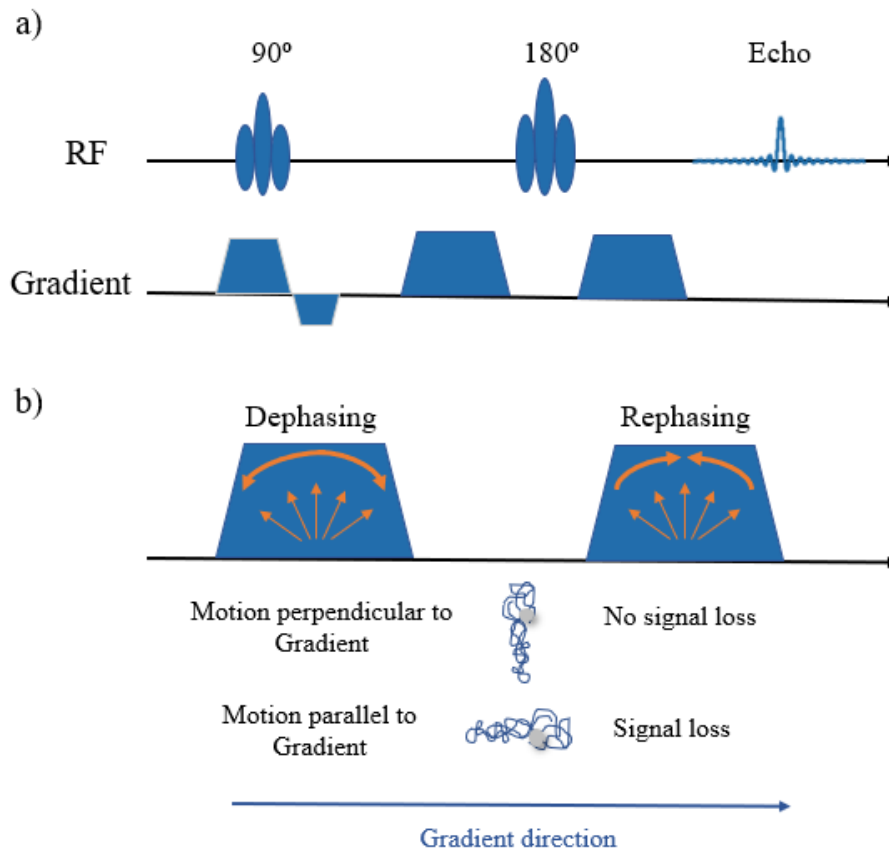 a)
90º
180º
Echo
RF
Gradient
b)
Dephasing
Rephasing
Motion perpendicular to
Gradient
No signal loss
Motion parallel to
Gradient
Signal loss
Gradient direction